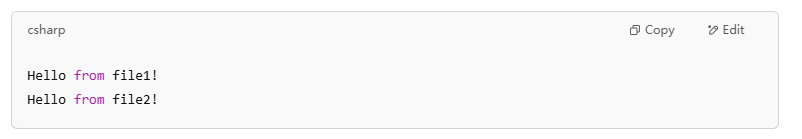 csharp Copy Edit
Hello from file1!
Hello from file2!